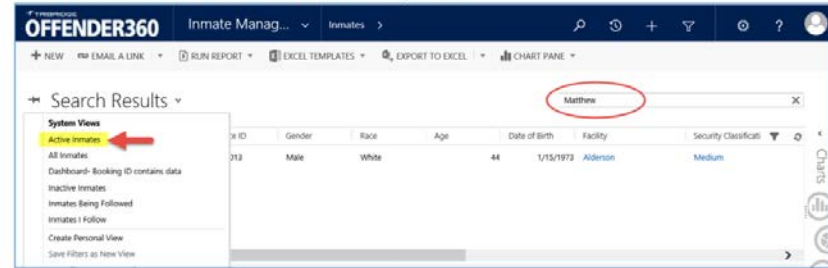 TRIBRIDGE
OFFENDER360 Inmate Manag... Inmates > ?
+ NEW EMAIL A LINK RUN REPORT EXCEL TEMPLATES EXPORT TO EXCEL CHART PANE
Search Results Matthew X
System Views
Active Inmates
ID Gender Race Age Date of Birth Facility Security Classificati
All Inmates
013 Male White 44 1/15/1973 Alderson Medium
Dashboard- Booking ID contains data
Inactive Inmates
Inmates Being Followed
Inmates I Follow
Create Personal View
Save Filters as New View
Charts